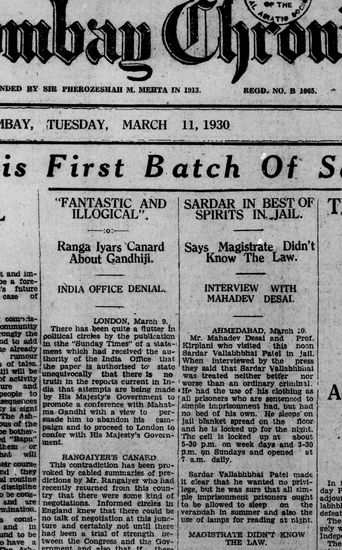 OF THE
AL ASIATIC SOCIE
ombay Chroni
NDED BY SIR PHEROZESHAH M. MEHTA IN 1913.
REGD. NO. B 1065.
MBAY, TUESDAY, MARCH 11, 1930
is First Batch Of S
"FANTASTIC AND
ILLOGICAL".
:o:
Ranga Iyars Canard
About Gandhiji.
INDIA OFFICE DENIAL.
LONDON, March 9.
There has been quite a flutter in
political circles by the publication
in the "Sunday Times" of a state-
ment which had received the au-
thority of the India Office that
the paper is authorised to state
unequivocally that there is no
truth in the reports current in In-
dia that attempts are being made
by His Majesty's Government to
promote a conference with Mahat-
ma Gandhi with a view to per-
suade him to abandon his cam-
paign and to proceed to London
to confer with His Majesty's Govern-
ment.
RANGAIYER'S CANARD
This contradiction has been pro-
voked by cabled summaries of pre-
dictions by Mr. Rangaiyer who had
recently returned from this coun-
try that there were some kind of
negotiations. Informed circles in
England knew that there could be
no talk of negotiation at this junc-
ture and certainly not until there
had been a trial of strength be-
tween the Congress and the Gov-
SARDAR IN BEST OF
SPIRITS IN JAIL.
Says Magistrate Didn't
Know The Law.
INTERVIEW WITH
MAHADEV DESAI.
AHMEDABAD, March 10.
Mr. Mahadev Desai and Prof.
Kirplani who visited this noon
Sardar Vallabhbhai Patel in Jail.
When interviewed by the press
they said that Sardar Vallabhbhai
was treated neither better nor
worse than an ordinary criminal.
He had the use of his clothing as
all prisoners who are sentenced to
simple imprisonment had, but had
no bed of his own. He sleeps on
jail blanket spread on the floor
and he is locked for the night.
The cell is locked up at about
5-30 p.m. on week days and 3-30
p.m. on Sundays and opened at
7 a.m. daily.
Sardar Vallabhbhai Patel made
it clear that he wanted no privi-
lege, but he was sure that all sim-
ple imprisonment prisoners ought
to be allowed to sleep on the
verandah in summer and also the
use of lamps for reading at night.
MAGISTRATE DIDN'T KNOW
THE LAW.